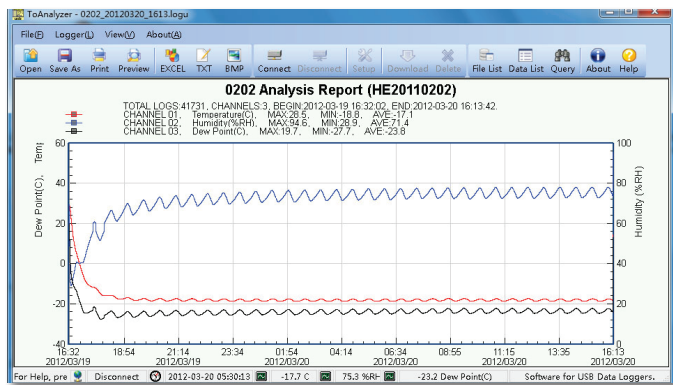 ToAnalyzer - 0202_20120320_1613.logu
File(F) Logger(L) View(V) About(A)
Open Save As Print Preview EXCEL TXT BMP Connect Disconnect Setup Download Delete File List Data List Query About Help
0202 Analysis Report (HE20110202)
TOTAL LOGS:41731, CHANNELS:3, BEGIN:2012-03-19 16:32:02, END:2012-03-20 16:13:42.
CHANNEL 01, Temperature(C), MAX:28.5, MIN:-18.8, AVE:-17.1
CHANNEL 02, Humidity(%RH), MAX:94.6, MIN:28.9, AVE:71.4
CHANNEL 03, Dew Point(C), MAX:19.7, MIN:-27.7, AVE:-23.8
Dew Point(C), Temp
60
40
20
0
-20
-40
100
80
60
40
20
0
Humidity (%RH)
16:32 18:54 21:14 23:34 01:54 04:14 06:34 08:55 11:15 13:35 16:13
2012/03/19 2012/03/19 2012/03/20 2012/03/20 2012/03/20 2012/03/20
For Help, pre Disconnect 2012-03-20 05:30:13 -17.7 C 75.3 %RH -23.2 Dew Point(C) Software for USB Data Loggers.